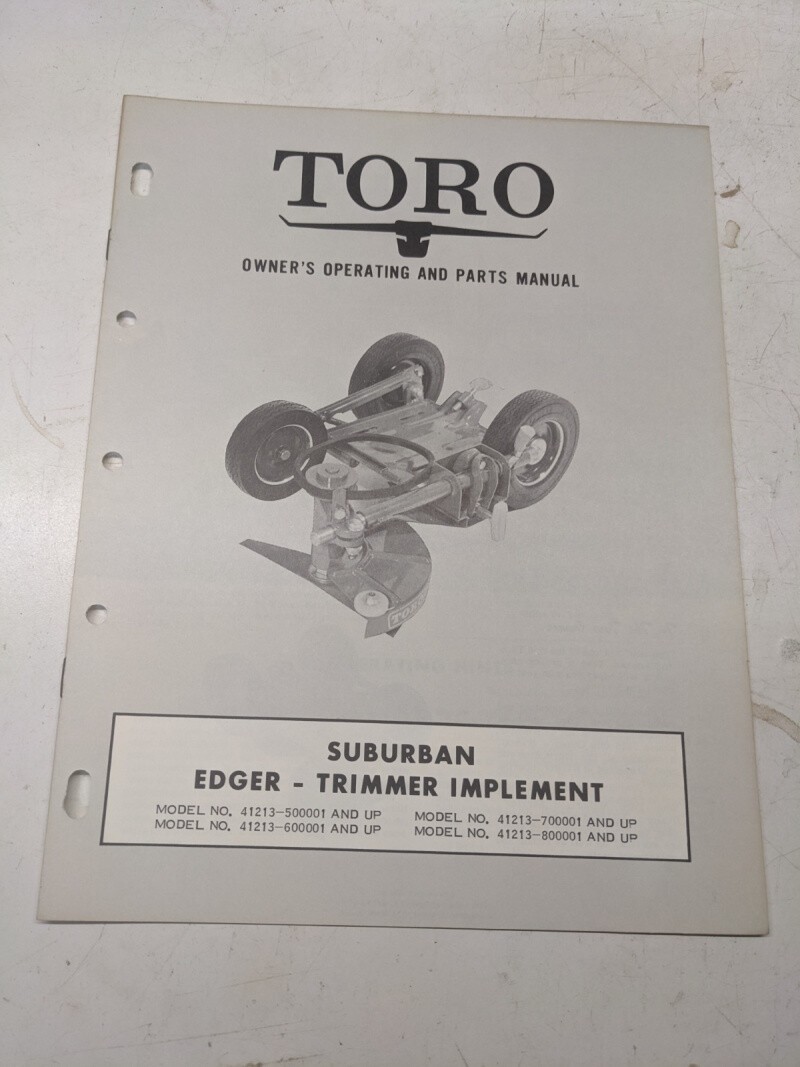 TORO
OWNER'S OPERATING AND PARTS MANUAL
TORO
SUBURBAN
EDGER - TRIMMER IMPLEMENT
MODEL NO. 41213-500001 AND UP MODEL NO. 41213-700001 AND UP
MODEL NO. 41213-600001 AND UP MODEL NO. 41213-800001 AND UP